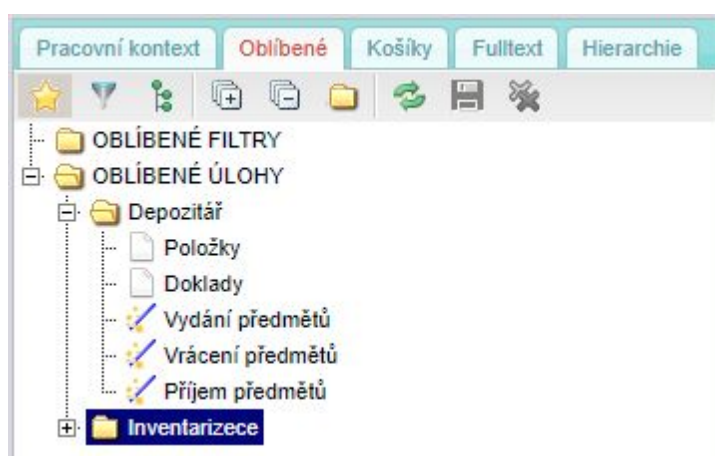 Pracovní kontext Oblíbené Košíky Fulltext Hierarchie
OBLÍBENÉ FILTRY
OBLÍBENÉ ÚLOHY
Depozitář
Položky
Doklady
Vydání předmětů
Vrácení předmětů
Příjem předmětů
Inventarizece